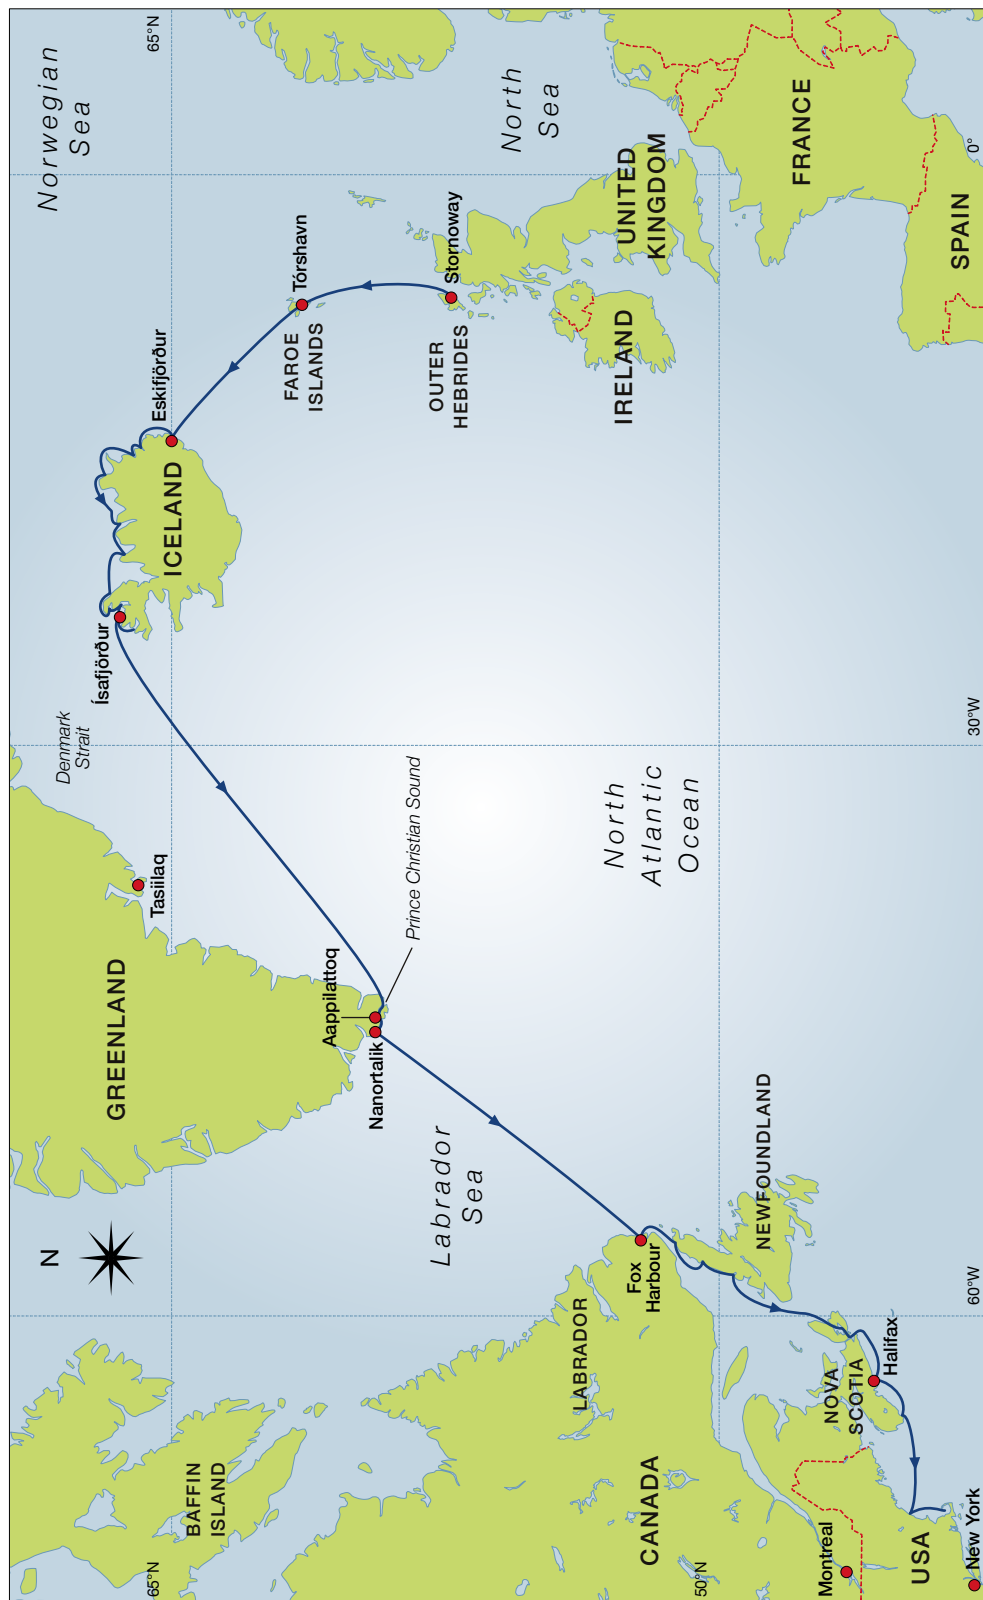 N
65°N
Norwegian
Sea
GREENLAND
Tasiilaq
Denmark
Strait
Ísafjörður
ICELAND
Eskifjörður
65°N
BAFFIN
ISLAND
Aappilattoq
Nanortalik
Prince Christian Sound
FAROE
ISLANDS
Tórshavn
Labrador
Sea
OUTER
HEBRIDES
Stornoway
North
Sea
LABRADOR
Fox
Harbour
North
Atlantic
Ocean
IRELAND
UNITED
KINGDOM
CANADA
50°N
NEWFOUNDLAND
FRANCE
Montreal
NOVA
SCOTIA
Halifax
USA
New York
60°W
30°W
SPAIN
0°